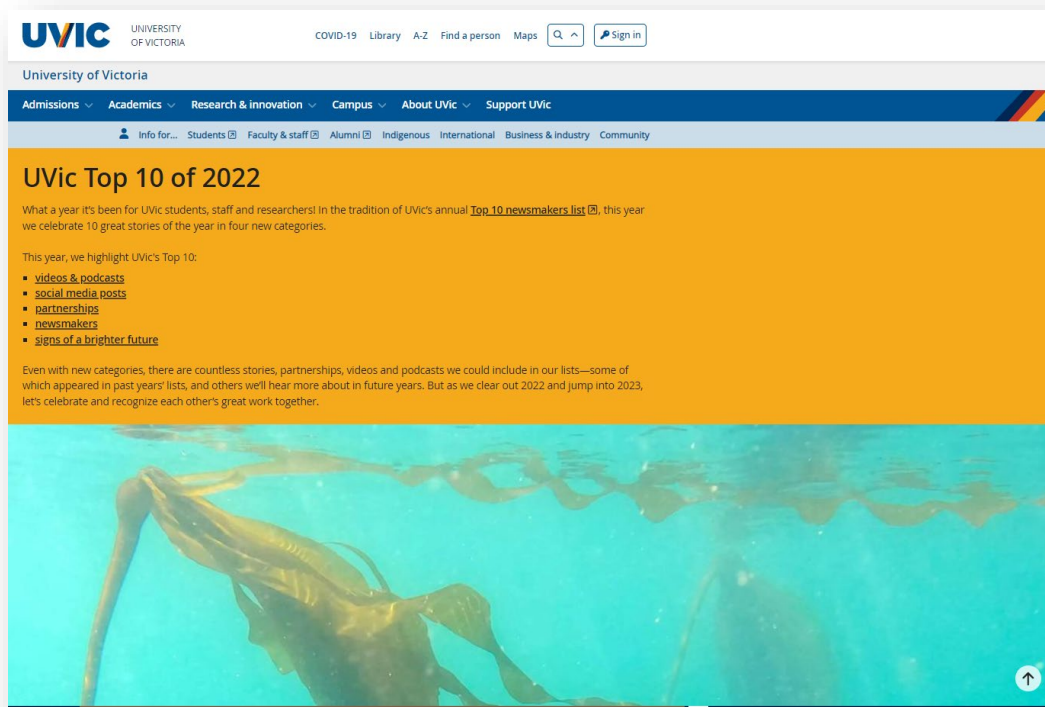 UVIC
UNIVERSITY
OF VICTORIA
COVID-19 Library A-Z Find a person Maps Sign in
University of Victoria
Admissions Academics Research & innovation Campus About UVic Support UVic
Info for... Students Faculty & staff Alumni Indigenous International Business & industry Community
UVic Top 10 of 2022
What a year it's been for UVic students, staff and researchers! In the tradition of UVic's annual Top 10 newsmakers list, this year
we celebrate 10 great stories of the year in four new categories.
This year, we highlight UVic's Top 10:
videos & podcasts
social media posts
partnerships
newsmakers
signs of a brighter future
Even with new categories, there are countless stories, partnerships, videos and podcasts we could include in our lists—some of
which appeared in past years' lists, and others we'll hear more about in future years. But as we clear out 2022 and jump into 2023,
let's celebrate and recognize each other's great work together.